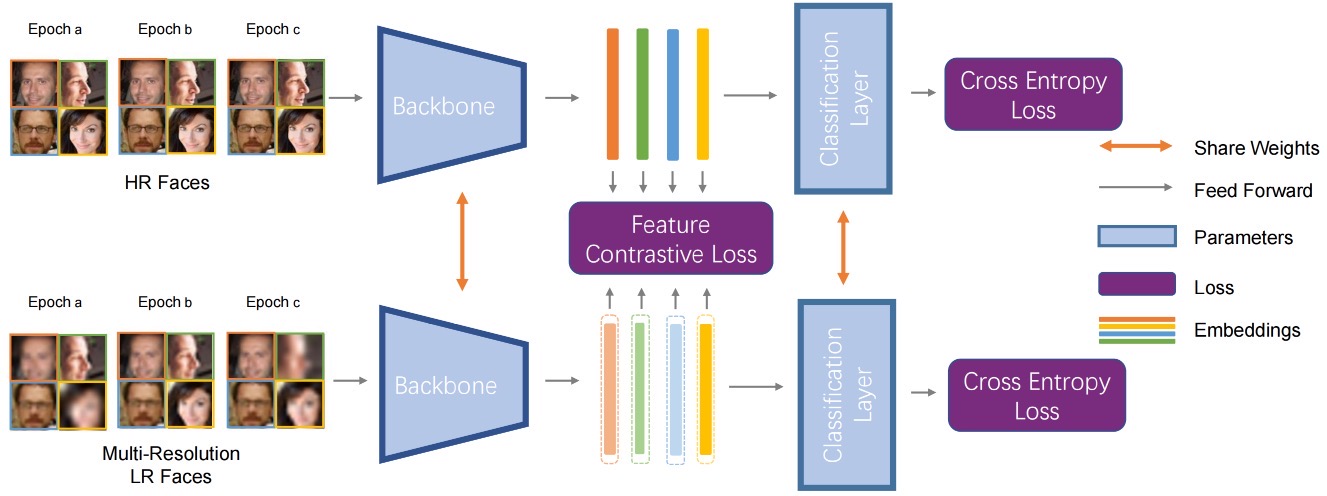 Epoch a
Epoch b
Epoch c
HR Faces
Backbone
Classification
Layer
Cross Entropy
Loss
Feature
Contrastive Loss
Share Weights
Feed Forward
Parameters
Loss
Embeddings
Epoch a
Epoch b
Epoch c
Multi-Resolution
LR Faces
Backbone
Classification
Layer
Cross Entropy
Loss